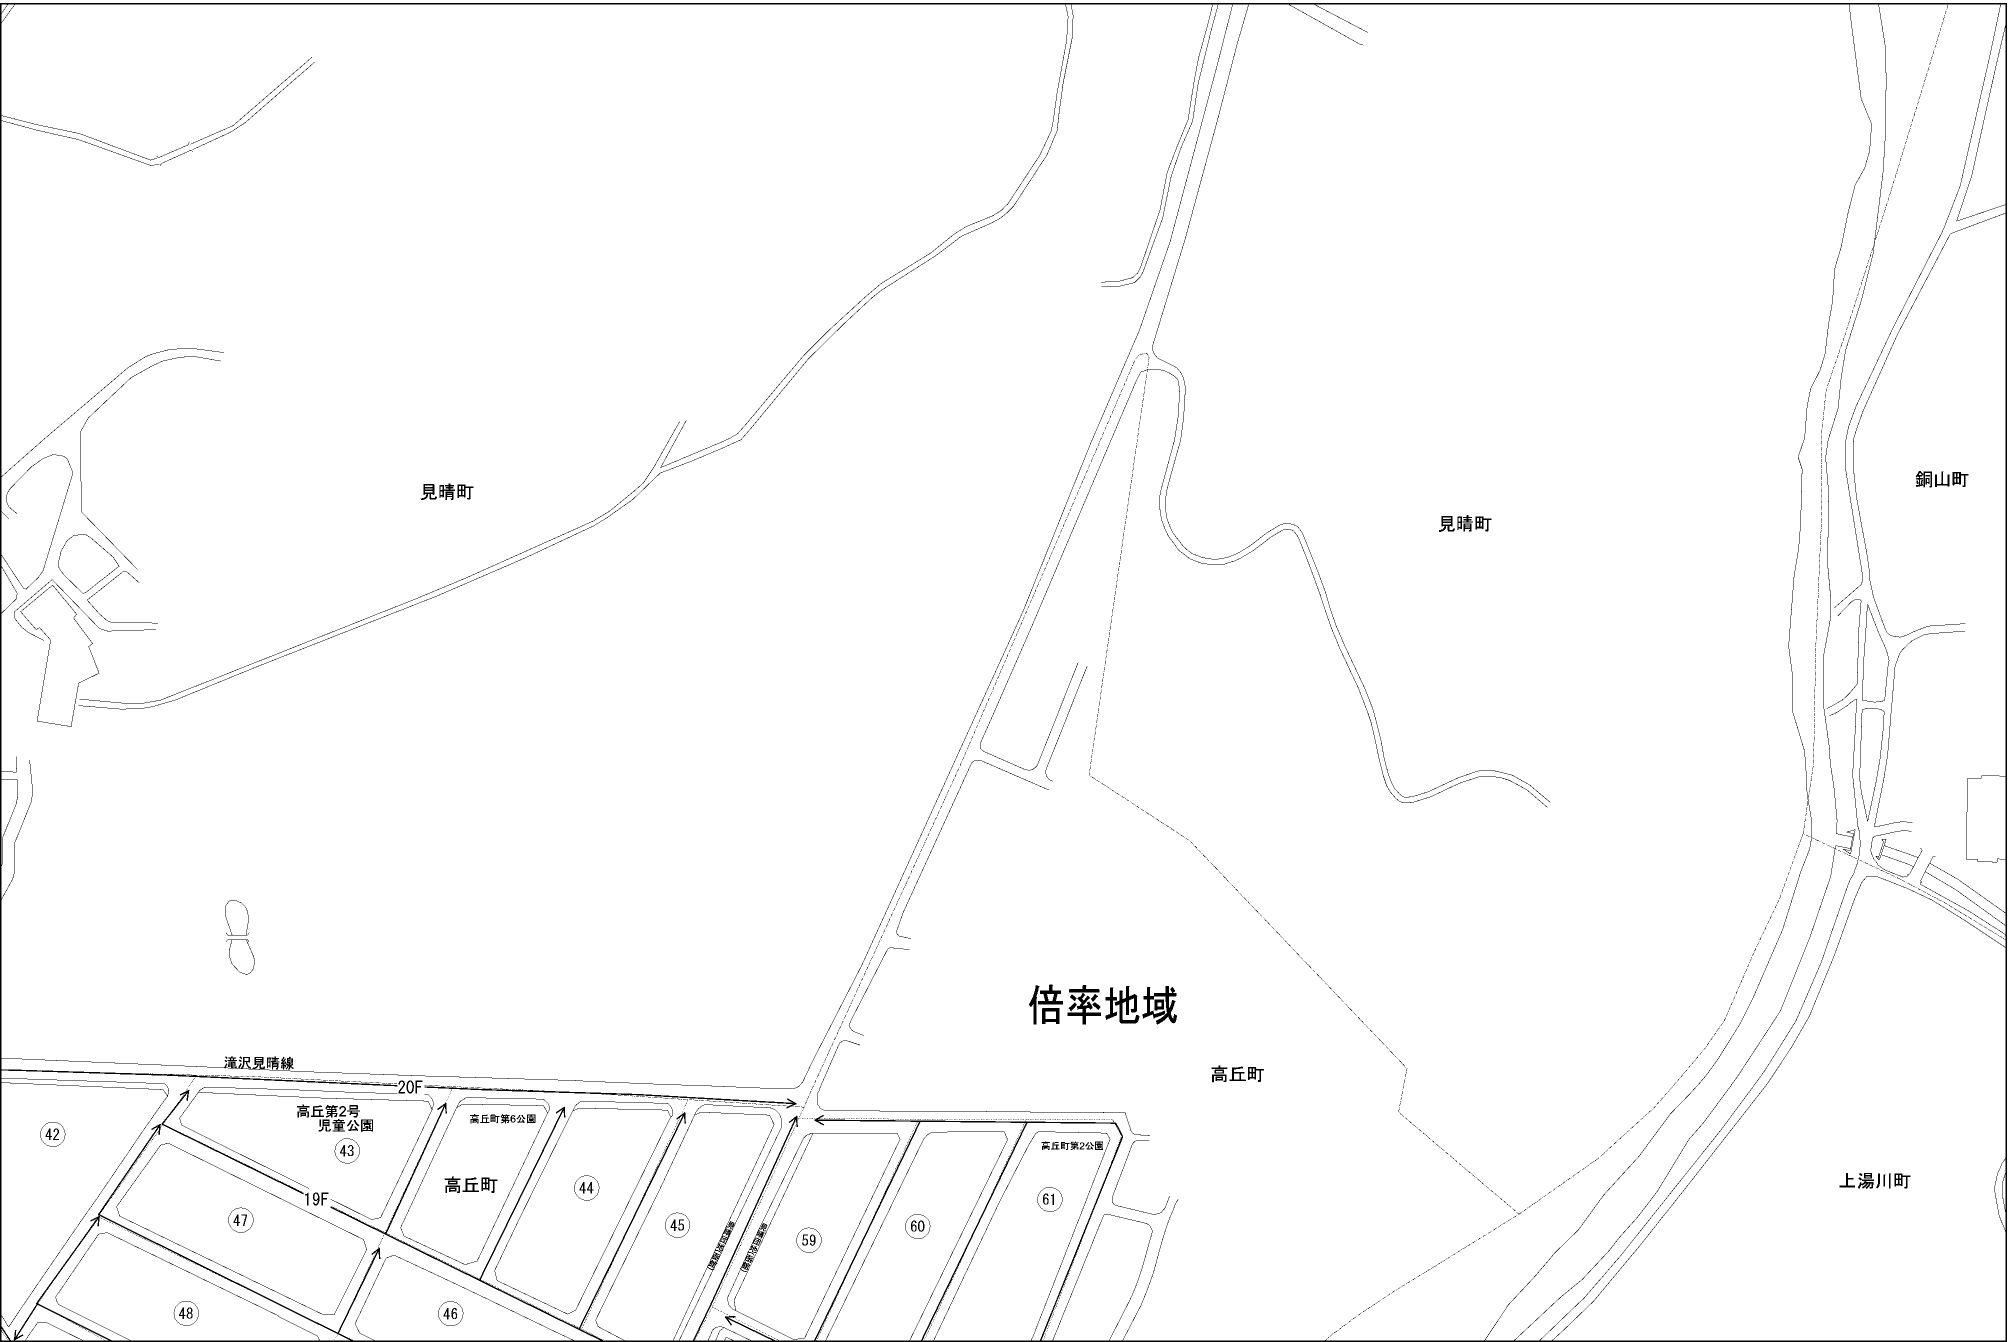 見晴町
見晴町
銅山町
倍率地域
高丘町
上湯川町
滝沢見晴線
20F
高丘第2号
児童公園
高丘町第6公園
高丘町第2公園
高丘町
19F
42
43
44
45
46
47
48
59
60
61